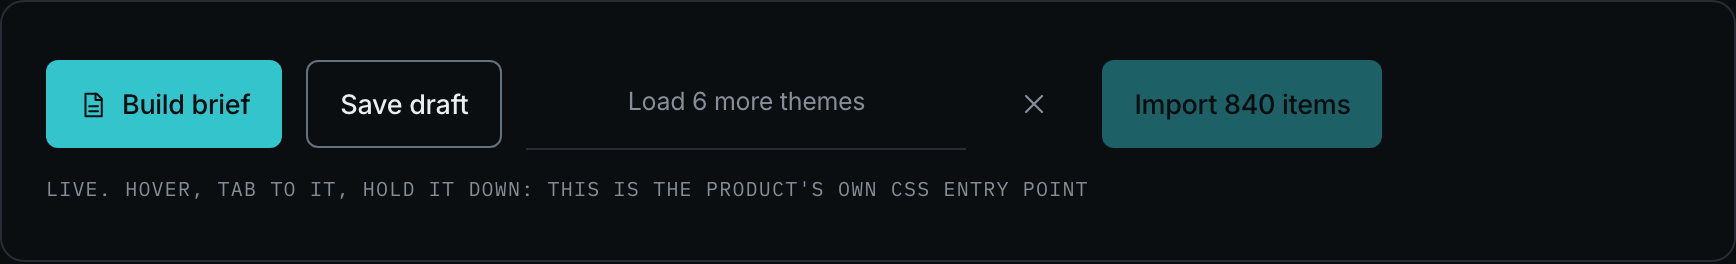 Build brief
Save draft
Load 6 more themes
Import 840 items
LIVE. HOVER, TAB TO IT, HOLD IT DOWN: THIS IS THE PRODUCT'S OWN CSS ENTRY POINT